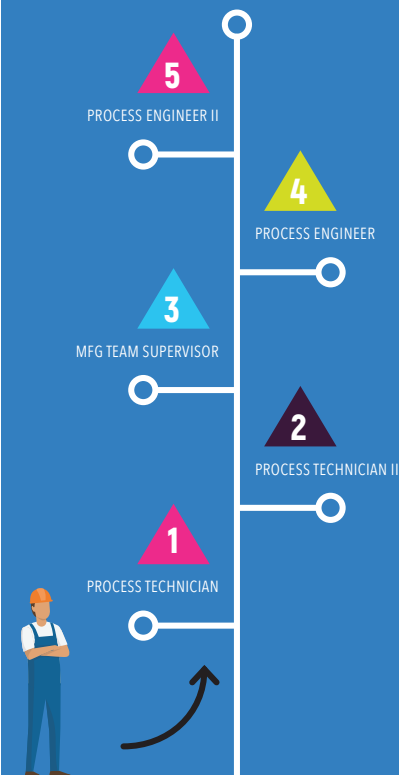 5
PROCESS ENGINEER II
4
PROCESS ENGINEER
3
MFG TEAM SUPERVISOR
2
PROCESS TECHNICIAN II
1
PROCESS TECHNICIAN